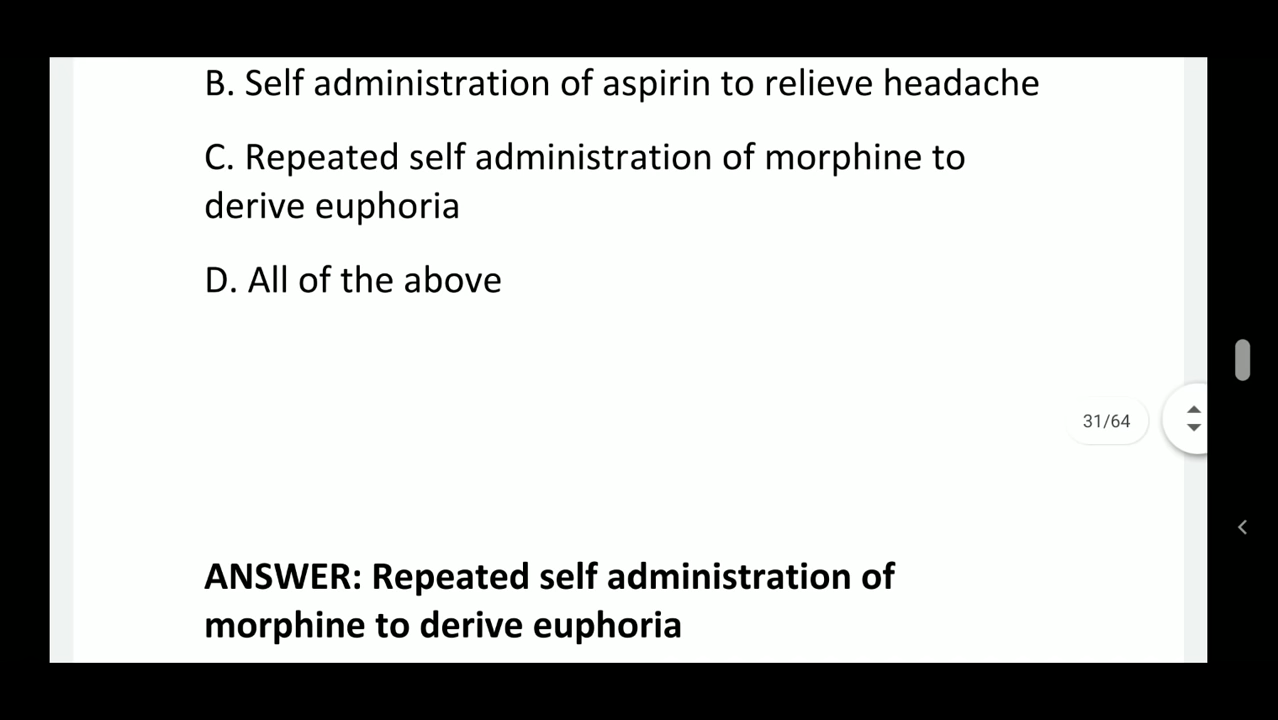 B. Self administration of aspirin to relieve headache
C. Repeated self administration of morphine to
derive euphoria
D. All of the above
31/64
ANSWER: Repeated self administration of
morphine to derive euphoria